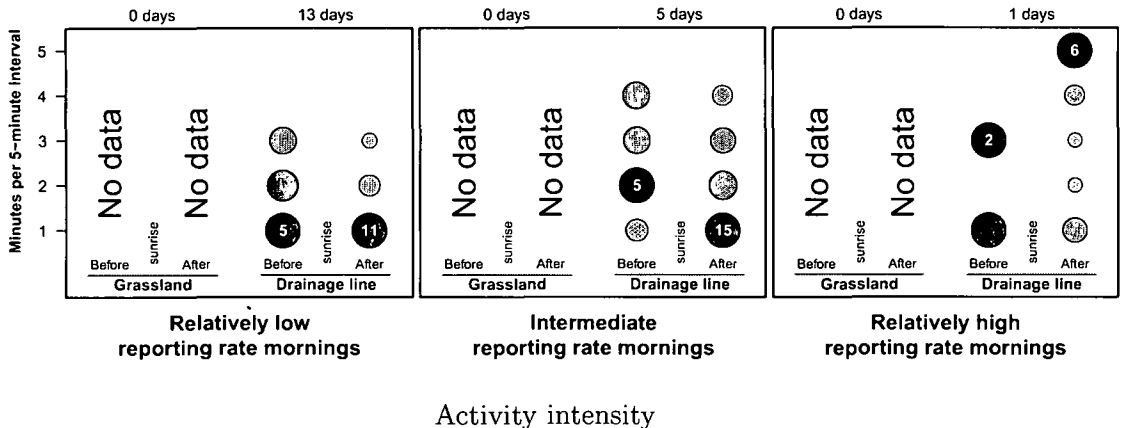 0 days 13 days 0 days 5 days 0 days 1 days
Minutes per 5−minute interval
5
4
3
2
1
No data
No data
5
11
sunrise
sunrise
Before After Before After
Grassland Drainage line
Relatively low
reporting rate mornings
No data
No data
5
15
sunrise
sunrise
Before After Before After
Grassland Drainage line
Intermediate
reporting rate mornings
No data
No data
6
2
sunrise
sunrise
Before After Before After
Grassland Drainage line
Relatively high
reporting rate mornings
Activity intensity